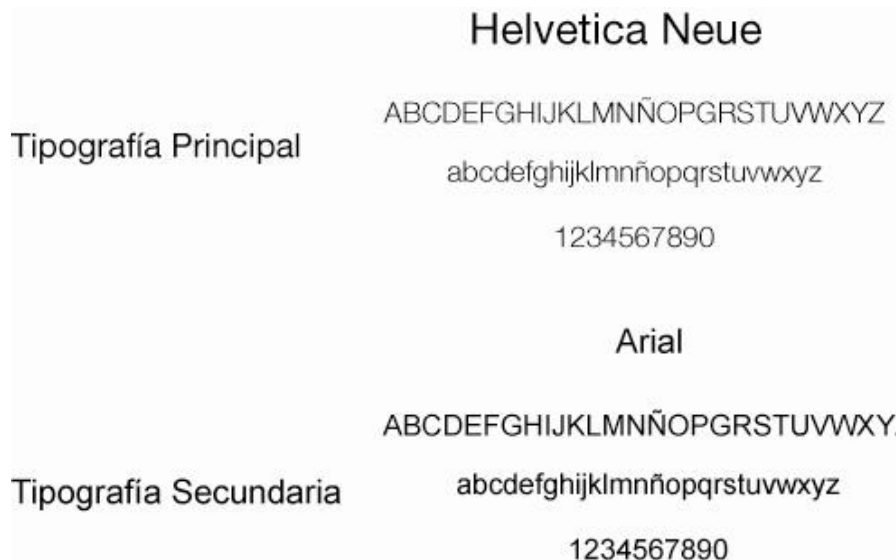 Helvetica Neue
ABCDEFGHIJKLMNÑOPGRSTUVWXYZ
Tipografía Principal
abcdefghijklmnñopqrstuvwxyz
1234567890
Arial
ABCDEFGHIJKLMNÑOPGRSTUVWXY
Tipografía Secundaria
abcdefghijklmnñopqrstuvwxyz
1234567890